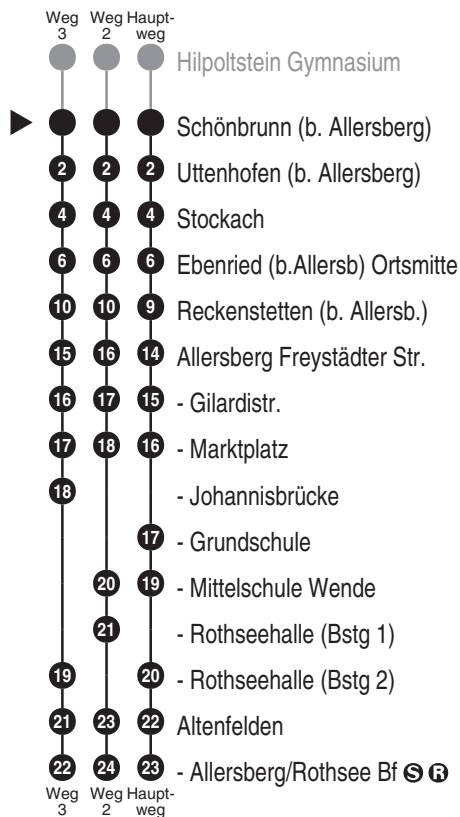 Weg Weg Haupt-
3 2 weg
Hilpoltstein Gymnasium
Schönbrunn (b. Allersberg)
2 2 2 Uttenhofen (b. Allersberg)
4 4 4 Stockach
6 6 6 Ebenried (b.Allersb) Ortsmitte
10 10 9 Reckenstetten (b. Allersb.)
15 16 14 Allersberg Freystädter Str.
16 17 15 - Gilardistr.
17 18 16 - Marktplatz
18 - Johannisbrücke
17 - Grundschule
20 19 - Mittelschule Wende
21 - Rothseehalle (Bstg 1)
19 20 - Rothseehalle (Bstg 2)
21 23 22 Altenfelden
22 24 23 - Allersberg/Rothsee Bf S R
Weg Weg Haupt-
3 2 weg